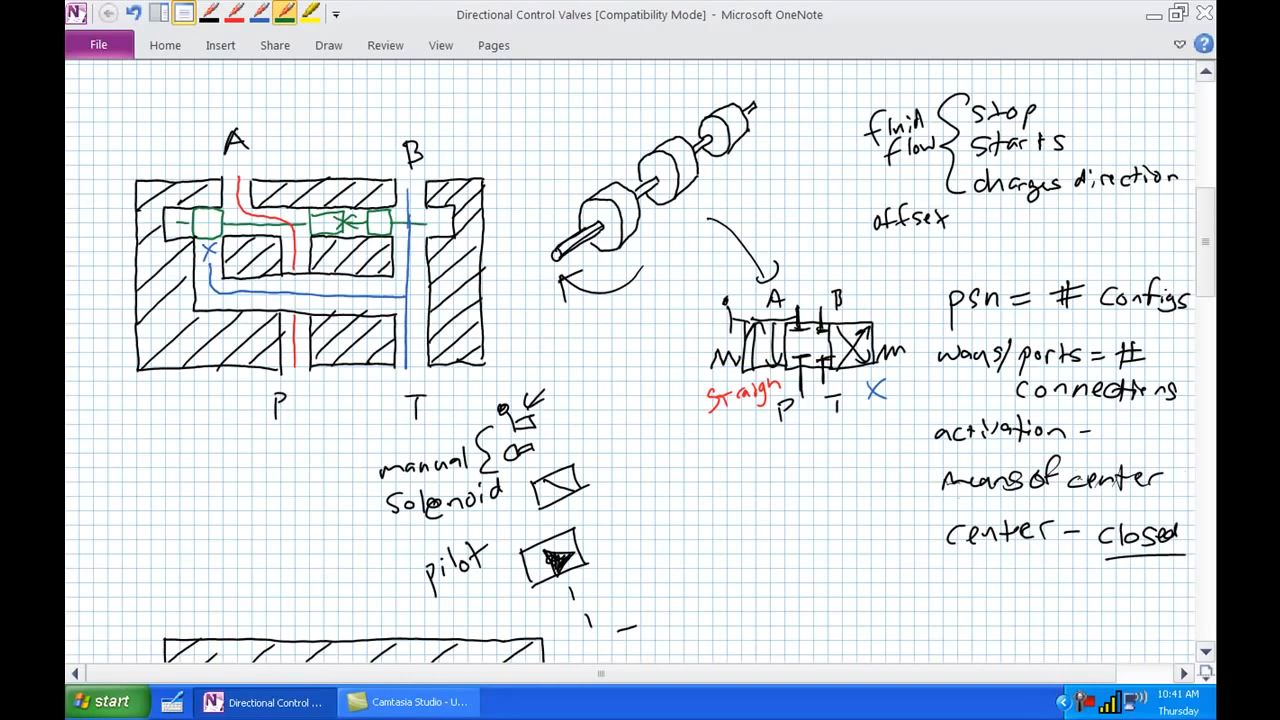 Directional Control Valves [Compatibility Mode] - Microsoft OneNote
File Home Insert Share Draw Review View Pages
A
B
P
T
X
fluid flow
stop
starts
changes direction
offset
A
B
Straigh
P
T
X
psn = # configs
ways/ports = #
connections
activation -
means of center
center - closed
manual
Solenoid
pilot
start
Directional Control ...
Camtasia Studio - U...
10:41 AM
Thursday